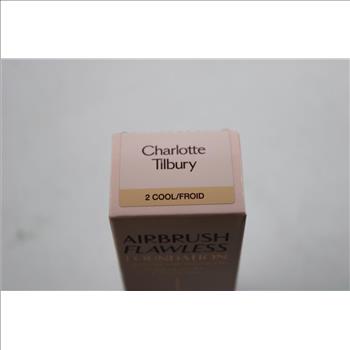 Charlotte
Tilbury
2 COOL/FROID
AIRBRUSH
FLAWLESS
FOUNDATION